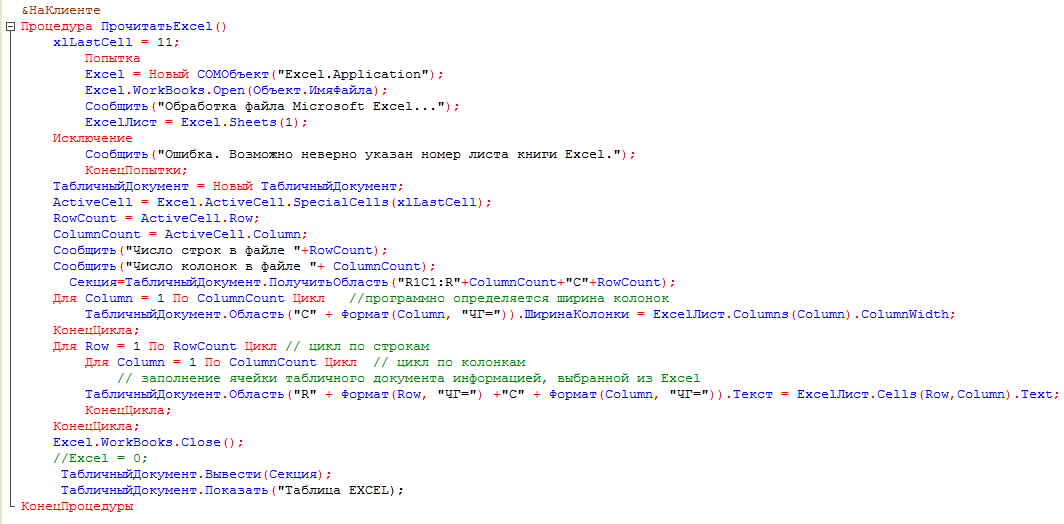 &НаКлиенте
Процедура ПрочитатьExcel()
xlLastCell = 11;
Попытка
Excel = Новый COMОбъект("Excel.Application");
Excel.WorkBooks.Open(Объект.ИмяФайла);
Сообщить("Обработка файла Microsoft Excel...");
ExcelЛист = Excel.Sheets(1);
Исключение
Сообщить("Ошибка. Возможно неверно указан номер листа книги Excel.");
КонецПопытки;
ТабличныйДокумент = Новый ТабличныйДокумент;
ActiveCell = Excel.ActiveCell.SpecialCells(xlLastCell);
RowCount = ActiveCell.Row;
ColumnCount = ActiveCell.Column;
Сообщить("Число строк в файле "+RowCount);
Сообщить("Число колонок в файле "+ ColumnCount);
Секция=ТабличныйДокумент.ПолучитьОбласть("R1C1:R"+ColumnCount+"C"+RowCount);
Для Column = 1 По ColumnCount Цикл //программно определяется ширина колонок
ТабличныйДокумент.Область("C" + Формат(Column, "ЧГ=")).ШиринаКолонки = ExcelЛист.Columns(Column).ColumnWidth;
КонецЦикла;
Для Row = 1 По RowCount Цикл // цикл по строкам
Для Column = 1 По ColumnCount Цикл // цикл по колонкам
// заполнение ячейки табличного документа информацией, выбранной из Excel
ТабличныйДокумент.Область("R" + Формат(Row, "ЧГ=") +"C" + Формат(Column, "ЧГ=")).Текст = ExcelЛист.Cells(Row,Column).Text;
КонецЦикла;
КонецЦикла;
Excel.WorkBooks.Close();
//Excel = 0;
ТабличныйДокумент.Вывести(Секция);
ТабличныйДокумент.Показать("Таблица EXCEL);
КонецПроцедуры